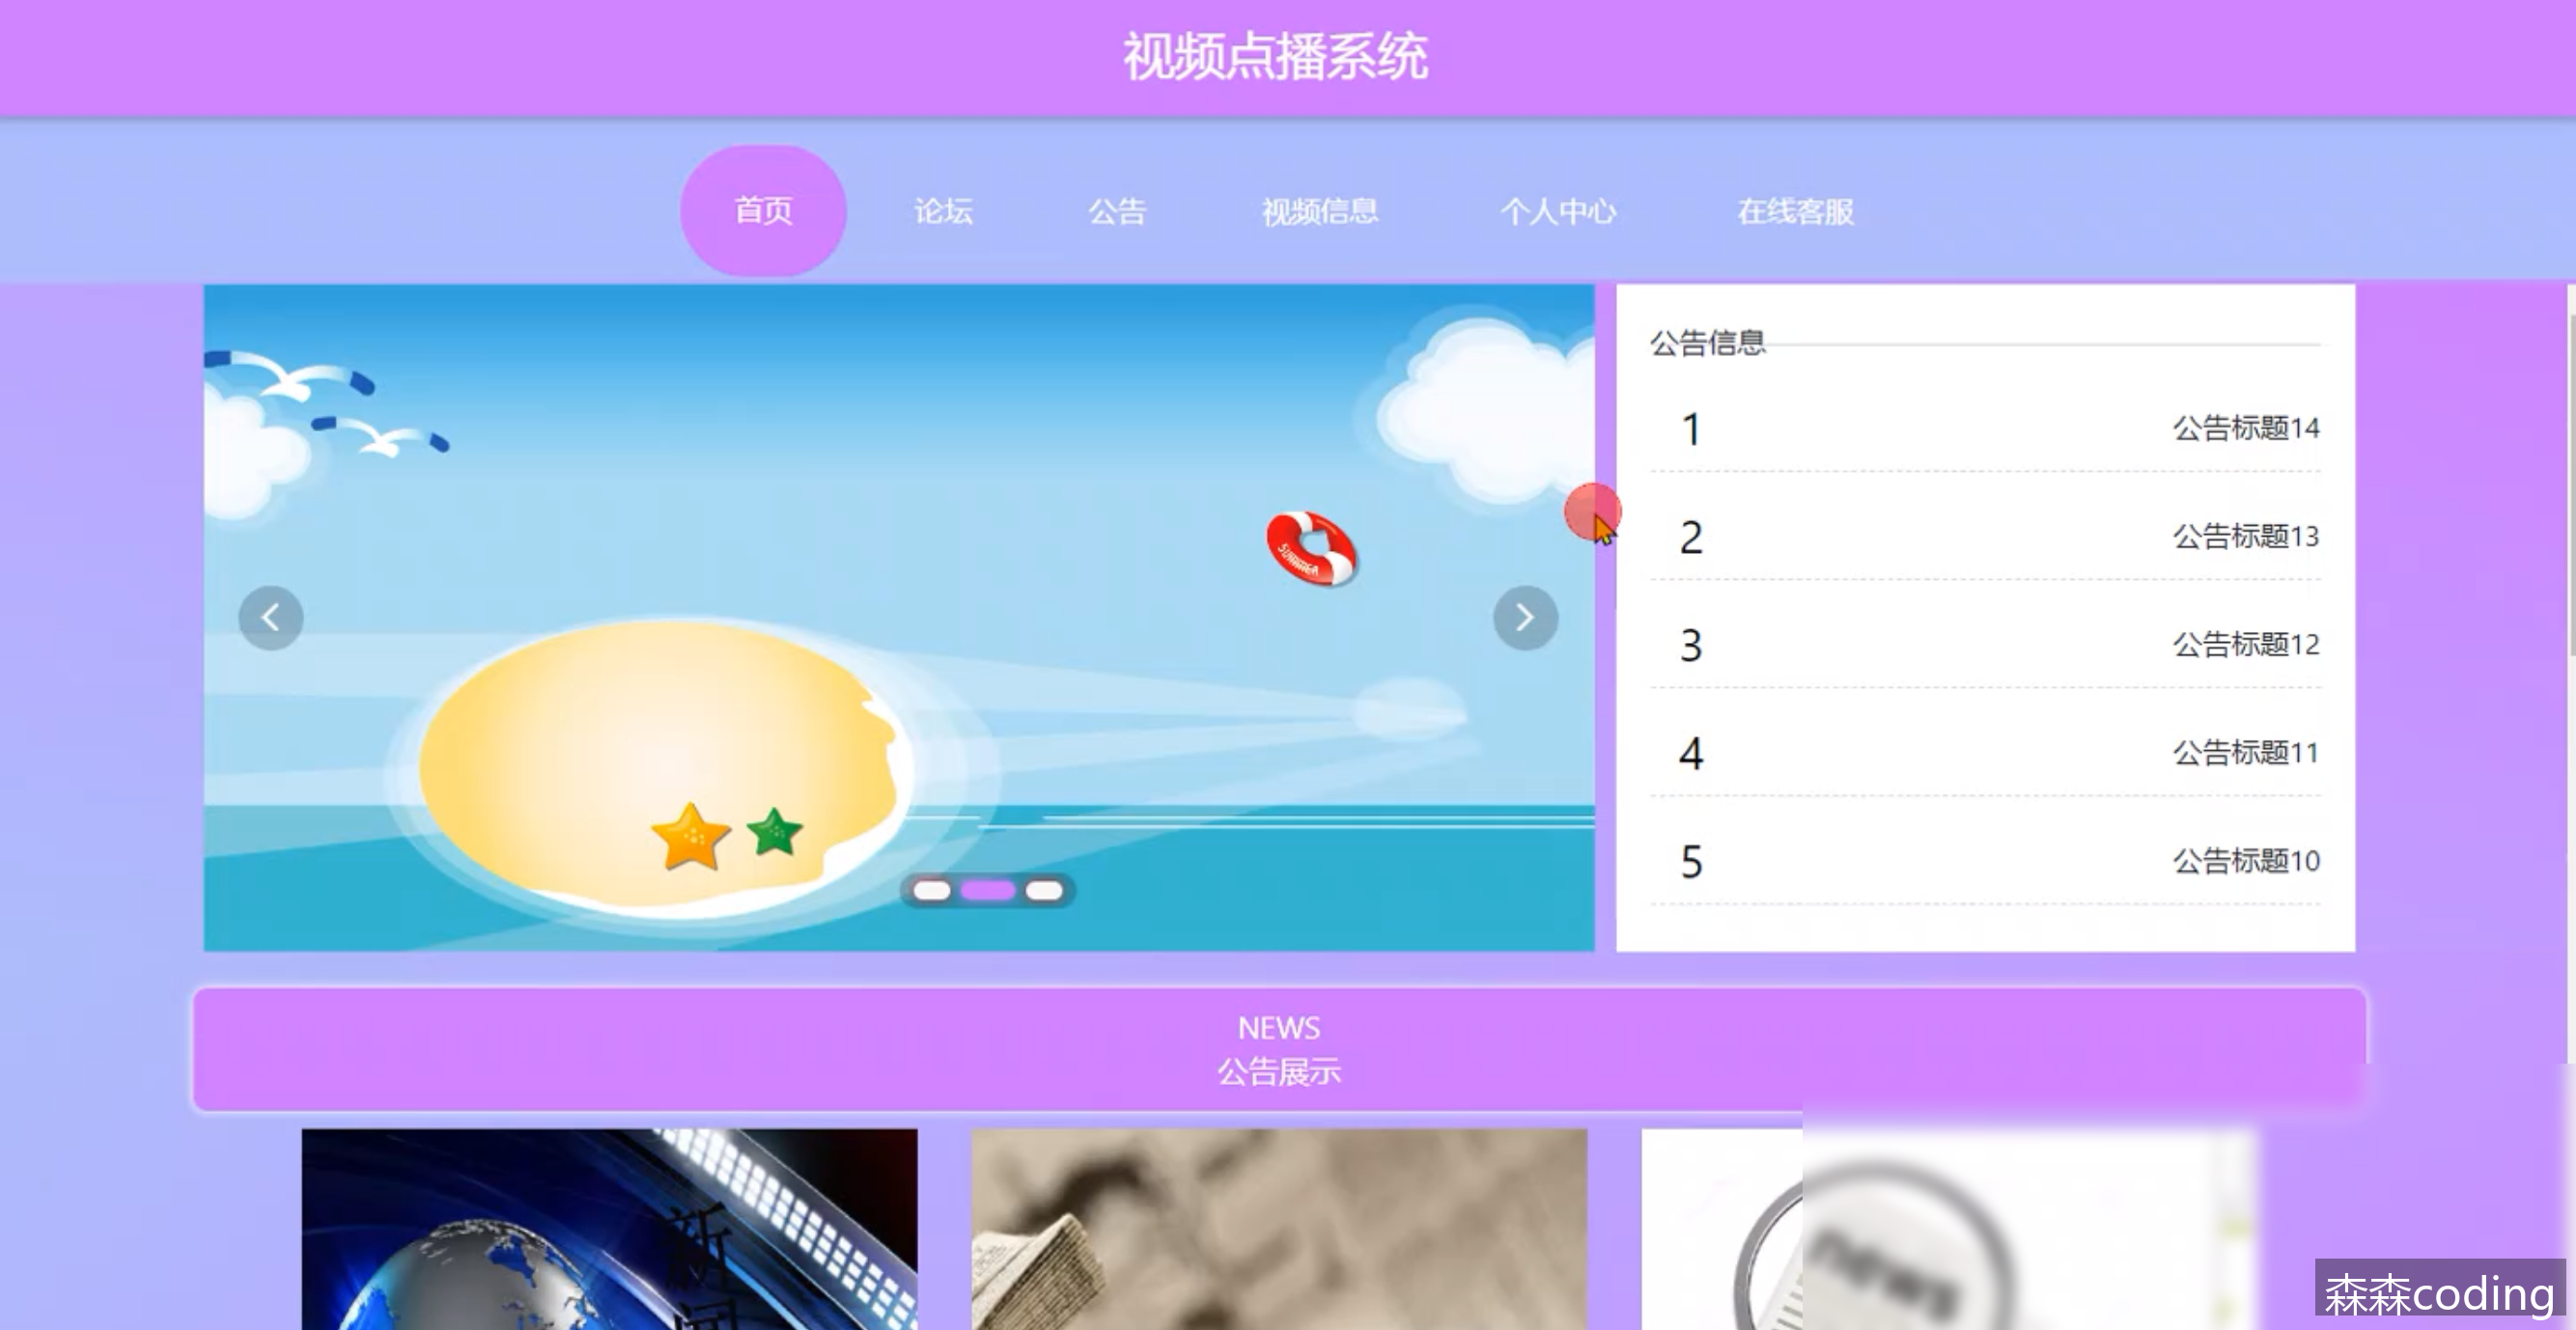 视频点播系统
首页
论坛
公告
视频信息
个人中心
在线客服
SUMMER
公告信息
1 公告标题14
2 公告标题13
3 公告标题12
4 公告标题11
5 公告标题10
NEWS
公告展示
新
闻
news
森森coding